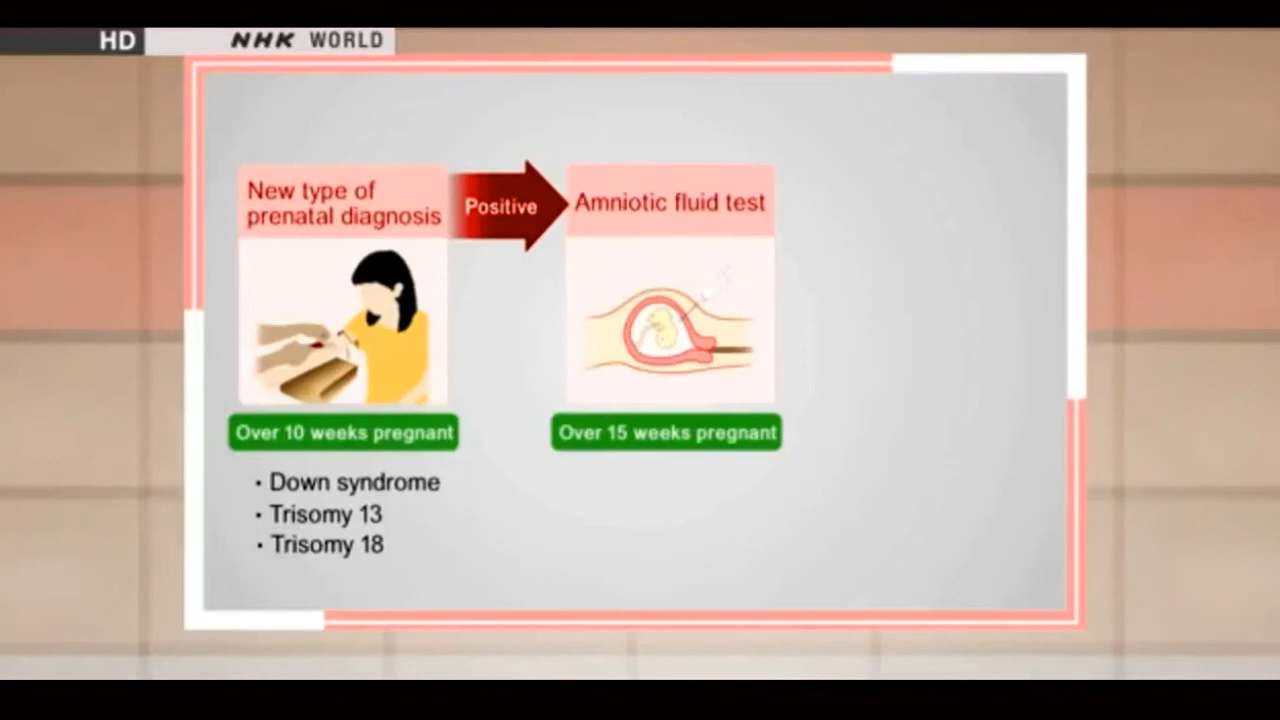 HD
NHK WORLD
New type of
prenatal diagnosis
Positive
Amniotic fluid test
Over 10 weeks pregnant
Over 15 weeks pregnant
· Down syndrome
· Trisomy 13
· Trisomy 18